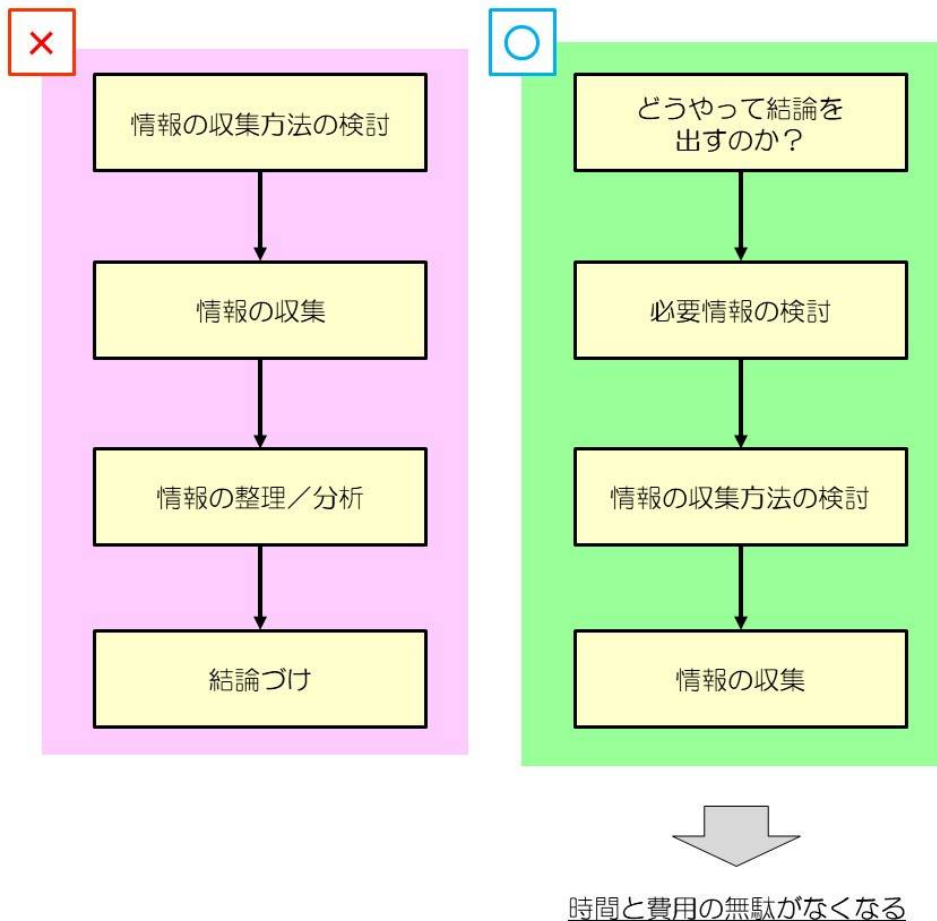 ×
情報の収集方法の検討
情報の収集
情報の整理／分析
結論づけ
○
どうやって結論を
出すのか？
必要情報の検討
情報の収集方法の検討
情報の収集
時間と費用の無駄がなくなる